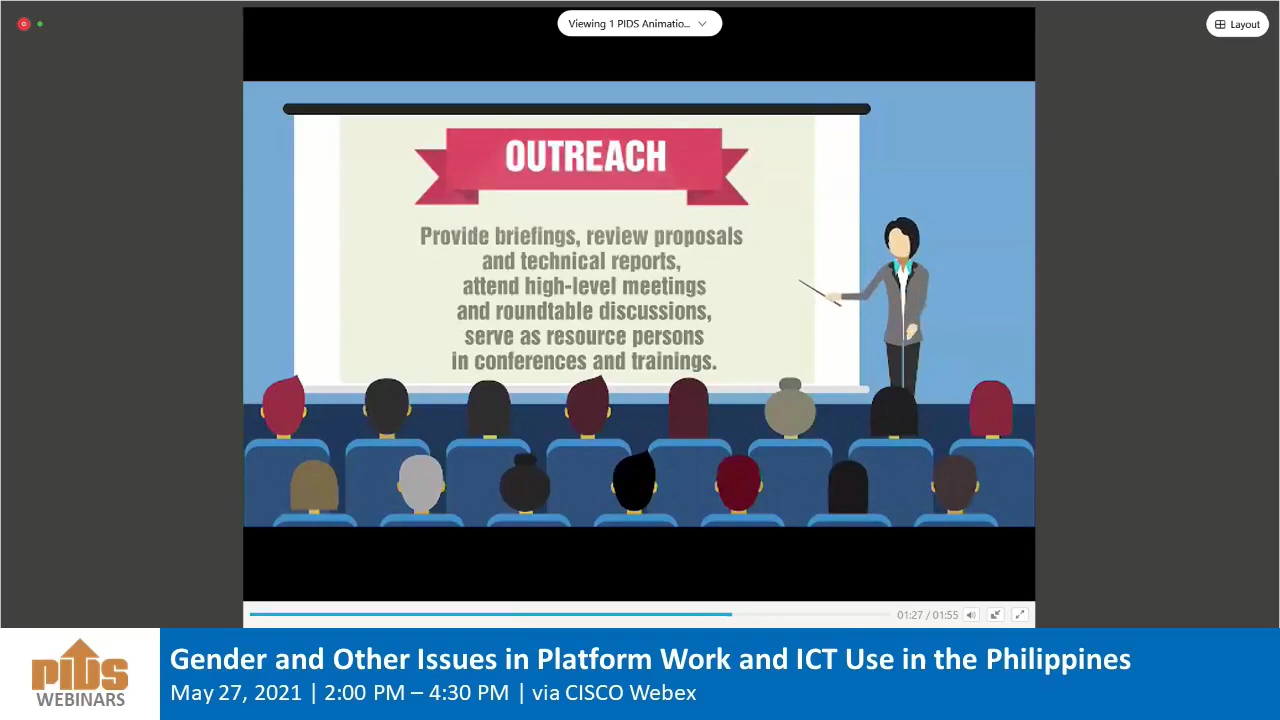 Viewing 1 PIDS Animatio...
Layout
OUTREACH
Provide briefings, review proposals
and technical reports,
attend high-level meetings
and roundtable discussions,
serve as resource persons
in conferences and trainings.
01:27 / 01:55
PIDS
WEBINARS
Gender and Other Issues in Platform Work and ICT Use in the Philippines
May 27, 2021 | 2:00 PM – 4:30 PM | via CISCO Webex